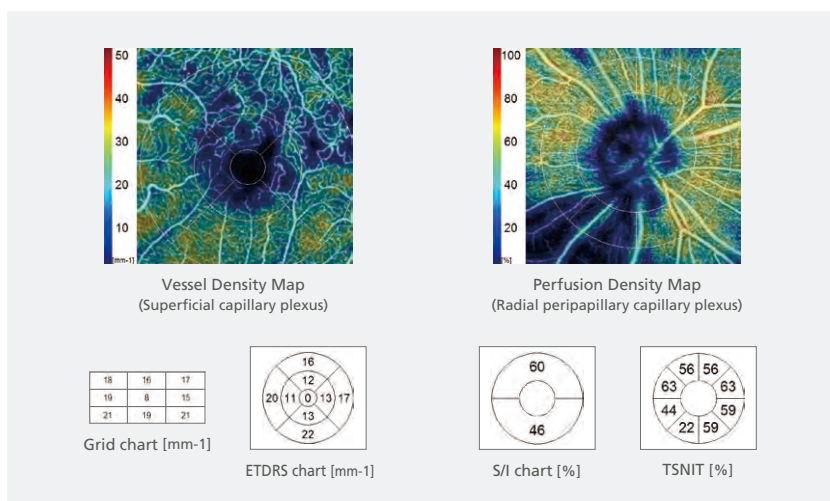 50
40
30
20
10
[mm-1]
Vessel Density Map
(Superficial capillary plexus)
100
80
60
40
20
[%]
Perfusion Density Map
(Radial peripapillary capillary plexus)
18 16 17
19 8 15
21 19 21
Grid chart [mm-1]
16
12
20 11 0 13 17
13
22
ETDRS chart [mm-1]
60
46
S/I chart [%]
56 56
63 63
44 59
22 59
TSNIT [%]